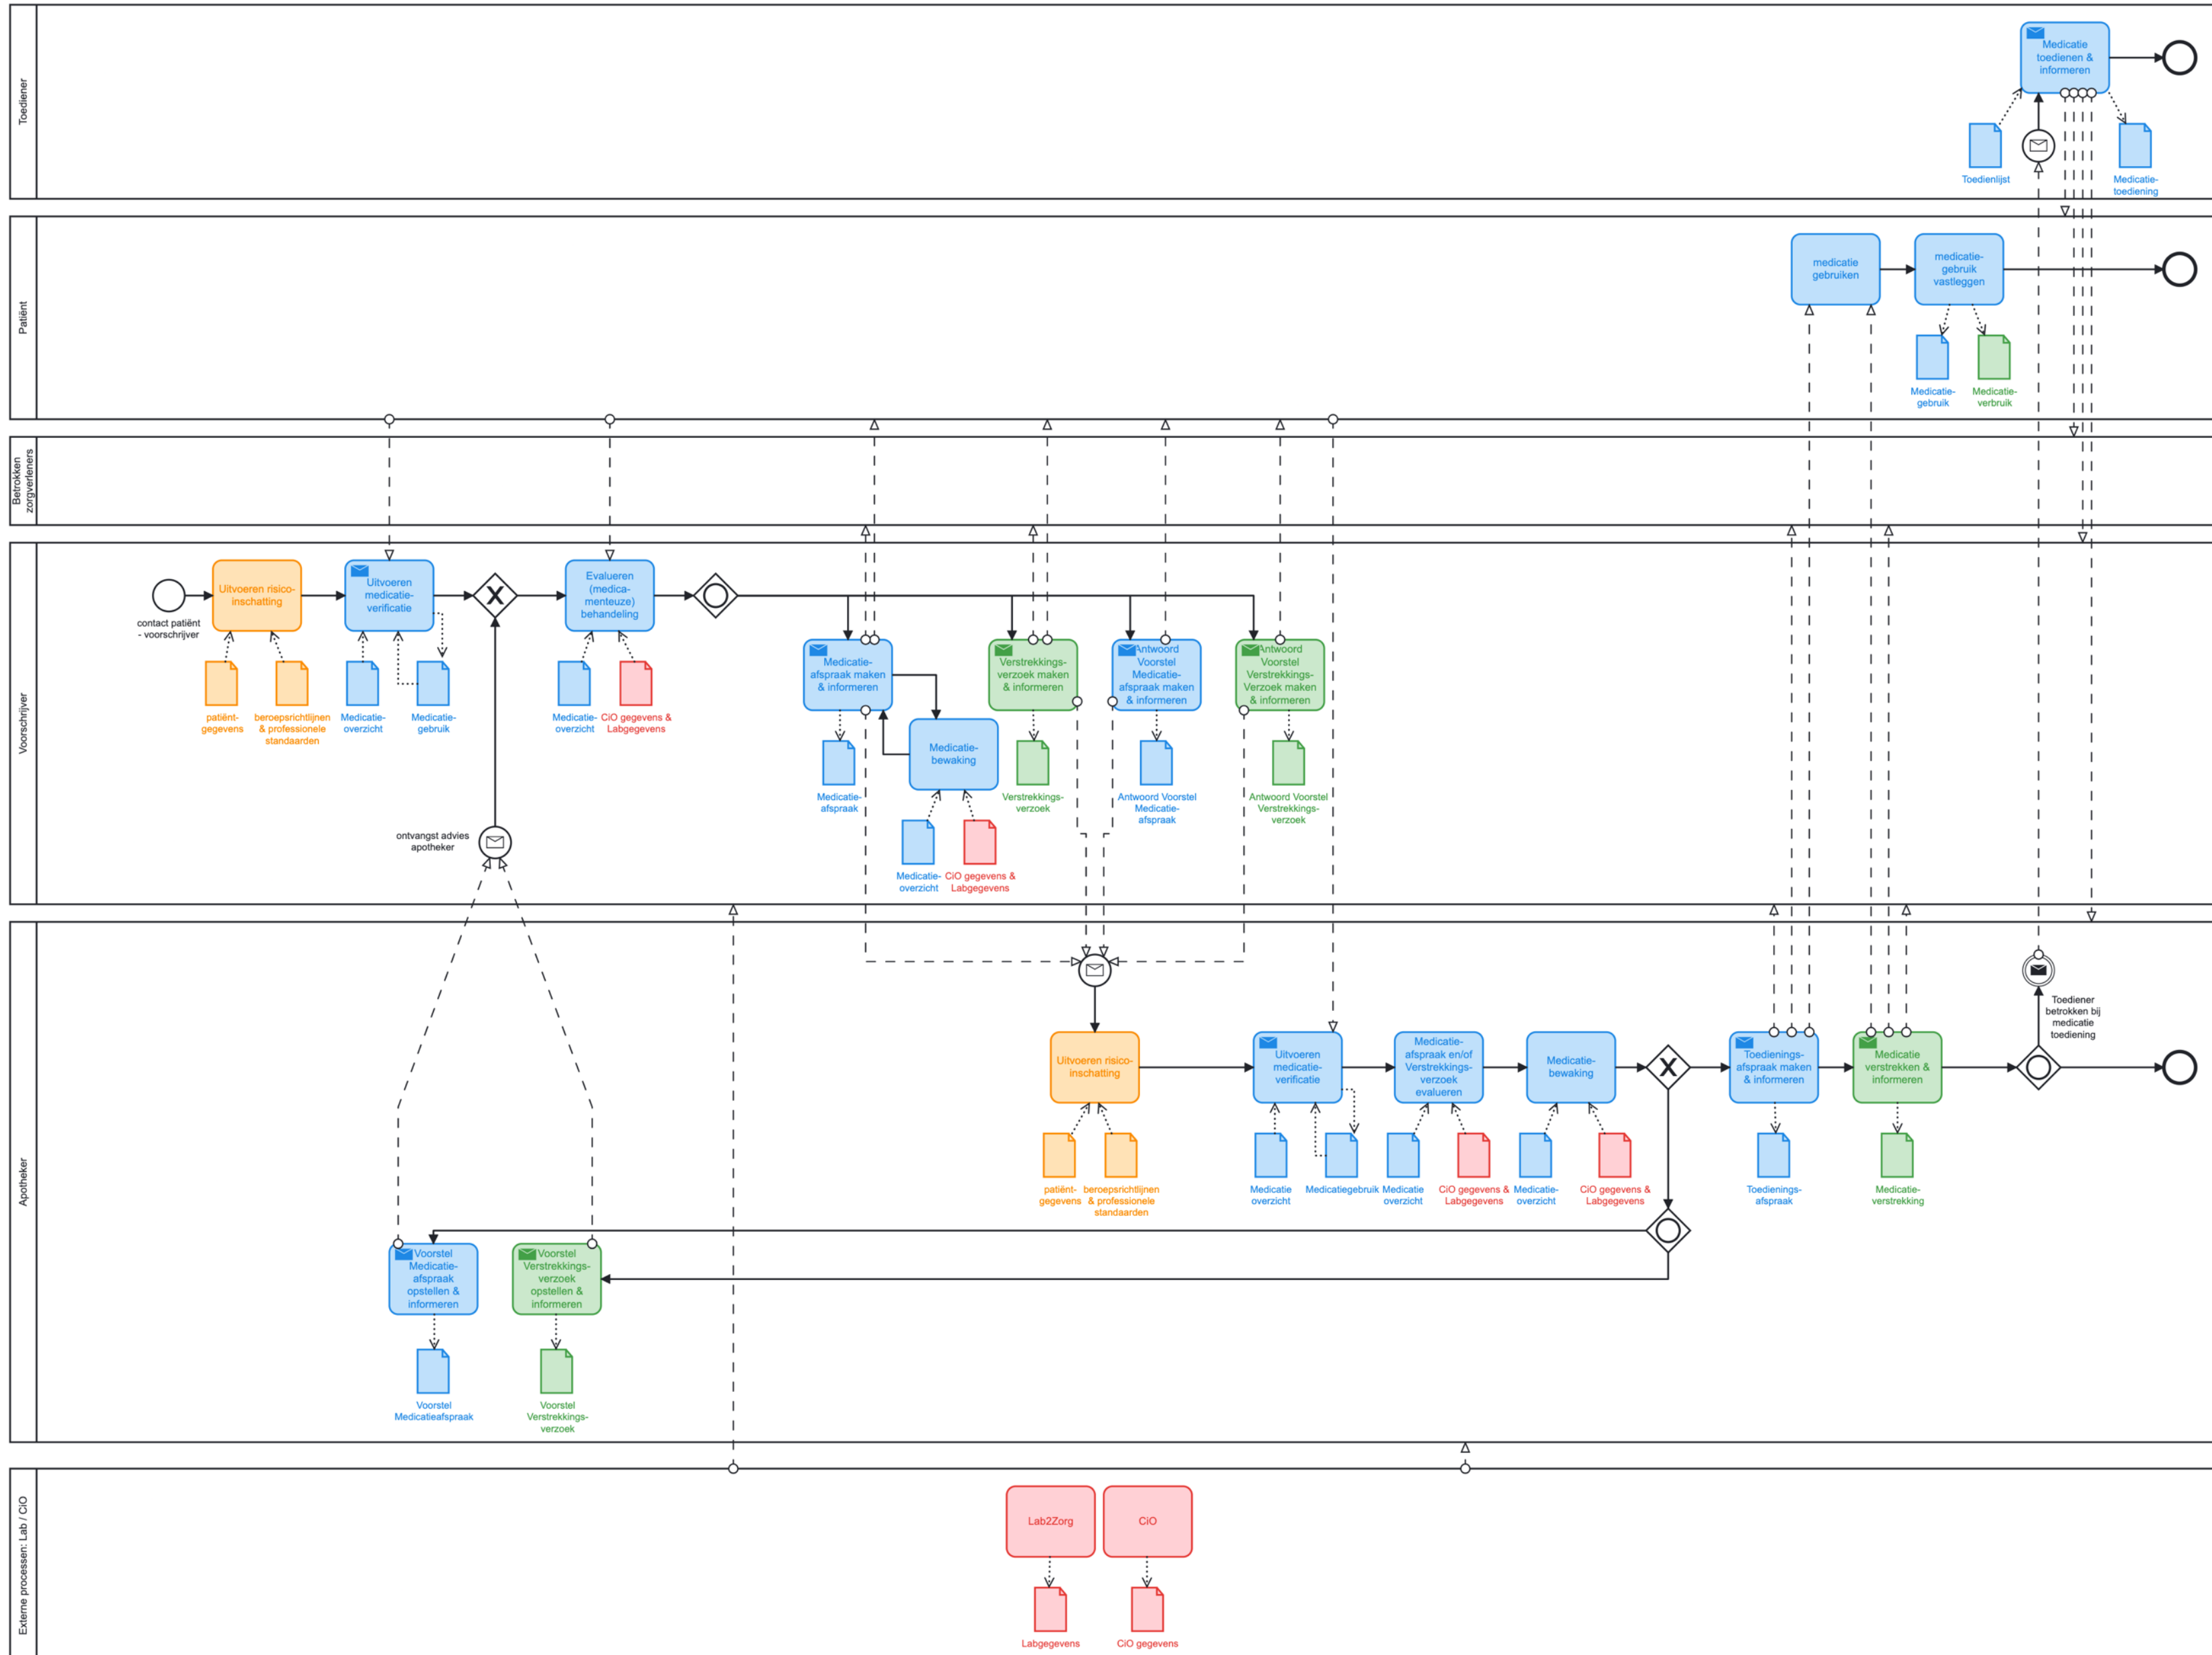 Toediener
Medicatie
toedienen &
informeren
Toedienlijst
Medicatie-
toediening
Patiënt
medicatie
gebruiken
medicatie-
gebruik
vastleggen
Medicatie-
gebruik
Medicatie-
verbruik
Betrokken
zorgverleners
Voorschrijver
contact patiënt
- voorschrijver
Uitvoeren risico-
inschatting
patiënt-
gegevens
beroepsrichtlijnen
& professionele
standaarden
Uitvoeren
medicatie-
verificatie
Medicatie-
overzicht
Medicatie-
gebruik
Evalueren
(medica-
menteuze)
behandeling
Medicatie-
overzicht
CiO gegevens &
Labgegevens
Medicatie-
afspraak maken
& informeren
Medicatie-
afspraak
Medicatie-
bewaking
Medicatie-
overzicht
CiO gegevens &
Labgegevens
Verstrekkings-
verzoek maken
& informeren
Verstrekkings-
verzoek
Antwoord
Voorstel
Medicatie-
afspraak maken
& informeren
Antwoord Voorstel
Medicatie-
afspraak
Antwoord
Voorstel
Verstrekkings-
Verzoek maken
& informeren
Antwoord Voorstel
Verstrekkings-
verzoek
ontvangst advies
apotheker
Apotheker
Uitvoeren risico-
inschatting
patiënt-
gegevens
beroepsrichtlijnen
& professionele
standaarden
Uitvoeren
medicatie-
verificatie
Medicatie
overzicht
Medicatiegebruik
Medicatie-
afspraak en/of
Verstrekkings-
verzoek
evalueren
Medicatie
overzicht
CiO gegevens &
Labgegevens
Medicatie-
bewaking
Medicatie-
overzicht
CiO gegevens &
Labgegevens
Toedienings-
afspraak maken
& informeren
Toedienings-
afspraak
Medicatie
verstrekken &
informeren
Medicatie-
verstrekking
Toediener
betrokken bij
medicatie
toediening
Voorstel
Medicatie-
afspraak
opstellen &
informeren
Voorstel
Medicatieafspraak
Voorstel
Verstrekkings-
verzoek
opstellen &
informeren
Voorstel
Verstrekkings-
verzoek
Externe processen: Lab / CiO
Lab2Zorg
Labgegevens
CiO
CiO gegevens